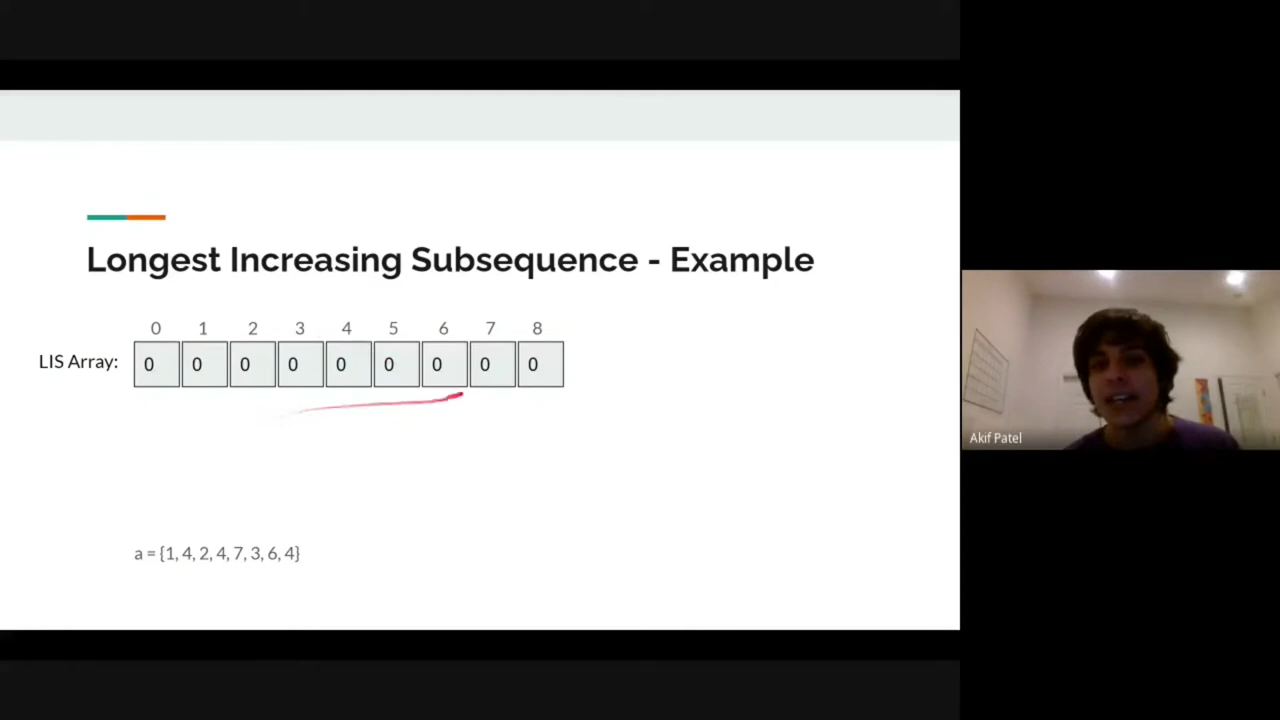 Longest Increasing Subsequence - Example
0 1 2 3 4 5 6 7 8
LIS Array: 0 0 0 0 0 0 0 0 0
a = {1, 4, 2, 4, 7, 3, 6, 4}
Akif Patel